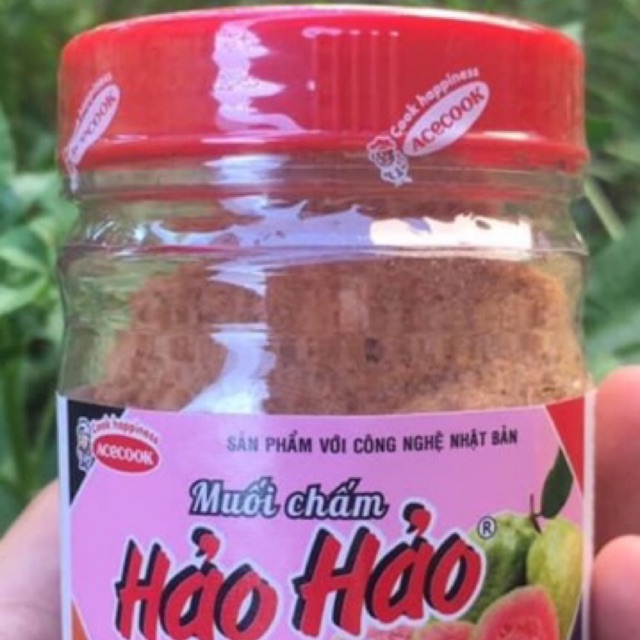 Cook happiness
ACECOOK
Cook happiness
ACECOOK
SẢN PHẨM VỚI CÔNG NGHỆ NHẬT BẢN
Muối chấm
Hảo Hảo®